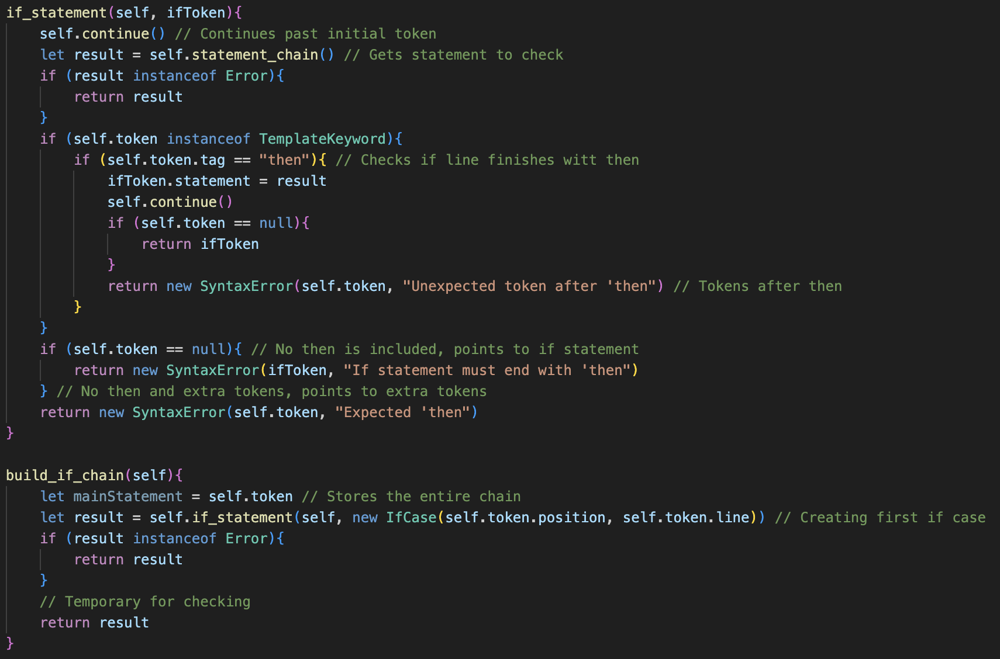 if_statement(self, ifToken){
    self.continue() // Continues past initial token
    let result = self.statement_chain() // Gets statement to check
    if (result instanceof Error){
        return result
    }
    if (self.token instanceof TemplateKeyword){
        if (self.token.tag == "then"){ // Checks if line finishes witt then
            ifToken.statement = result
            self.continue()
            if (self.token == null){
                return ifToken
            }
            return new SyntaxError(self.token, "Unexpected token after 'then") // Tokens after then
        }
    }
    if (self.token == null){ // No then is included, points to if statement
        return new SyntaxError(ifToken, "If statement must end with 'then")
    } // No then and extra tokens, points to extra tokens
    return new SyntaxError(self.token, "Expected 'then")
}

build_if_chain(self){
    let mainStatement = self.token // Stores the entire chain
    let result = self.if_statement(self, new IfCase(self.token.position, self.token.line)) // Creating first if case
    if (result instanceof Error){
        return result
    }
    // Temporary for checking
    return result
}